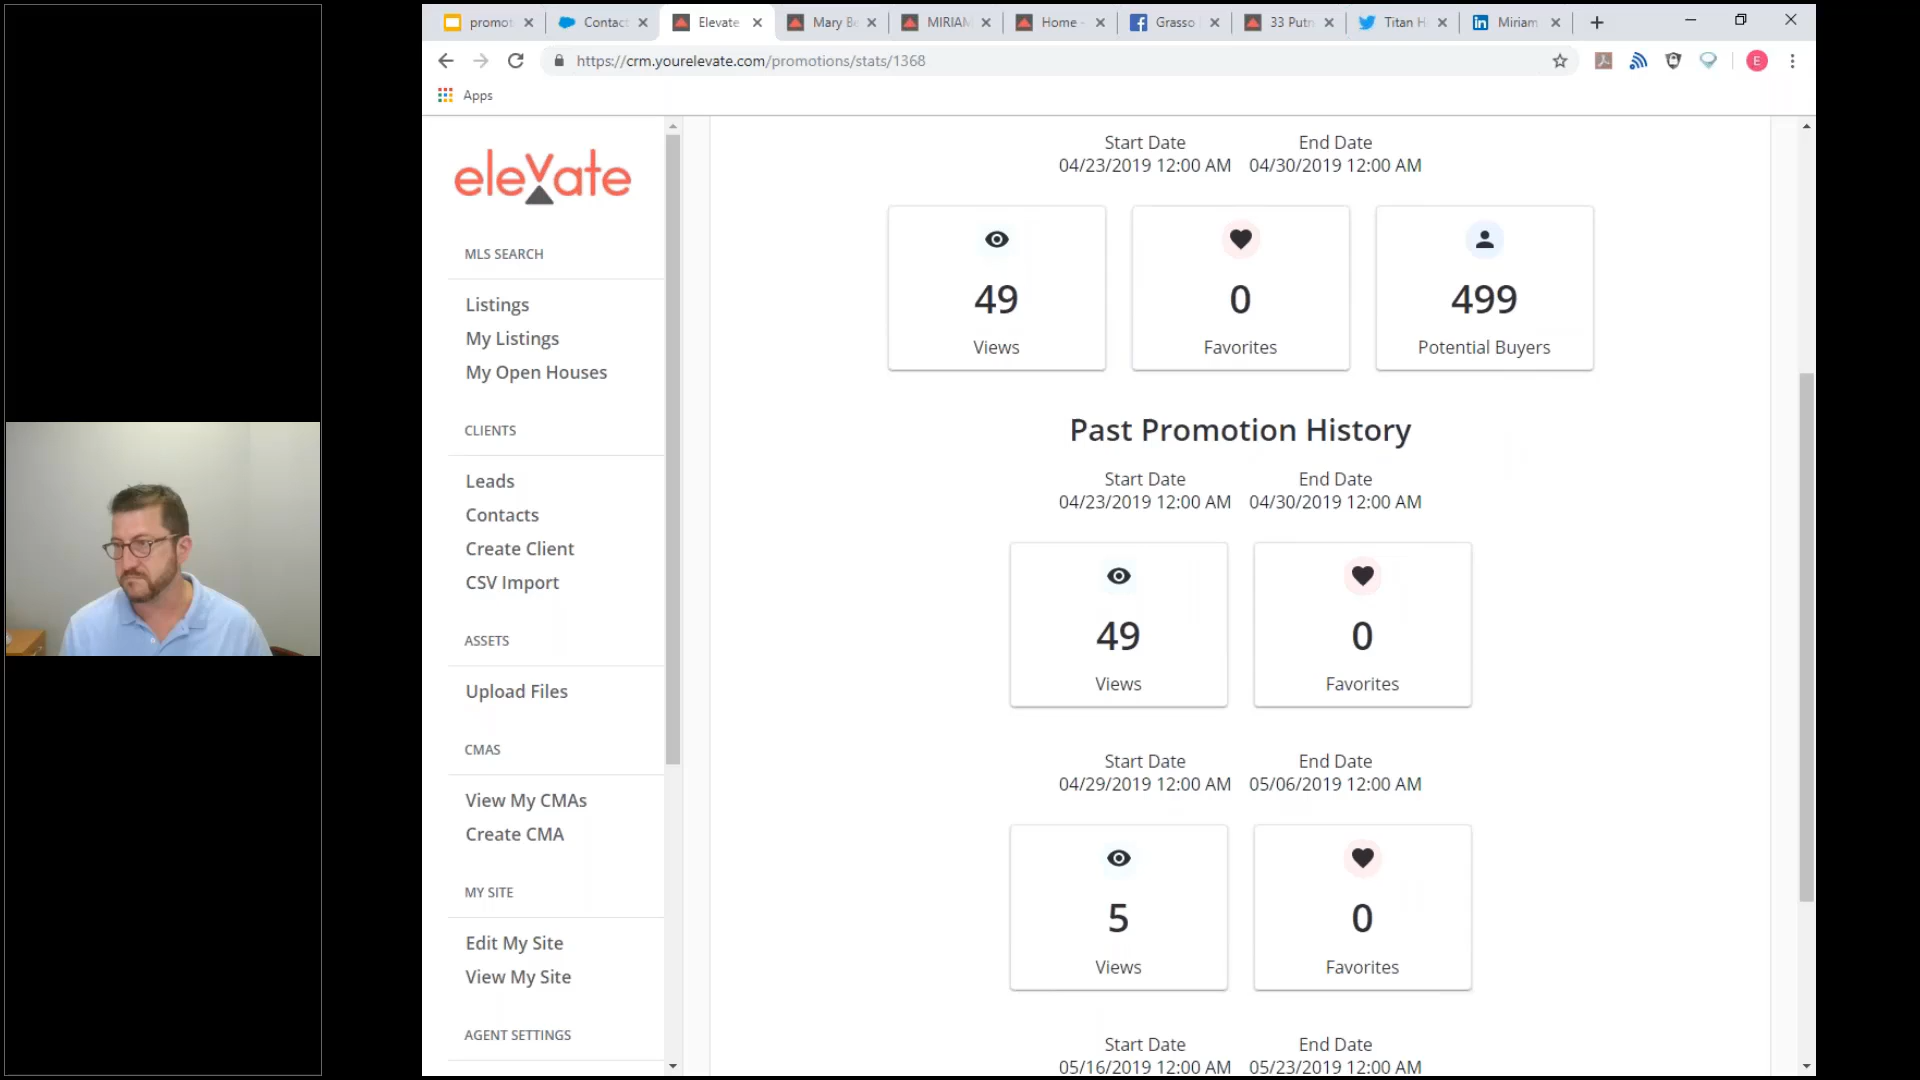 promot
Contac
Elevate
Mary Be
MIRIAM
Home -
Grasso
33 Putn
Titan H
Miriam
https://crm.yourelevate.com/promotions/stats/1368
E
Apps
elevate
MLS SEARCH
Listings
My Listings
My Open Houses
CLIENTS
Leads
Contacts
Create Client
CSV Import
ASSETS
Upload Files
CMAS
View My CMAs
Create CMA
MY SITE
Edit My Site
View My Site
AGENT SETTINGS
Start Date End Date
04/23/2019 12:00 AM 04/30/2019 12:00 AM
49 0 499
Views Favorites Potential Buyers
Past Promotion History
Start Date End Date
04/23/2019 12:00 AM 04/30/2019 12:00 AM
49 0
Views Favorites
Start Date End Date
04/29/2019 12:00 AM 05/06/2019 12:00 AM
5 0
Views Favorites
Start Date End Date
05/16/2019 12:00 AM 05/23/2019 12:00 AM